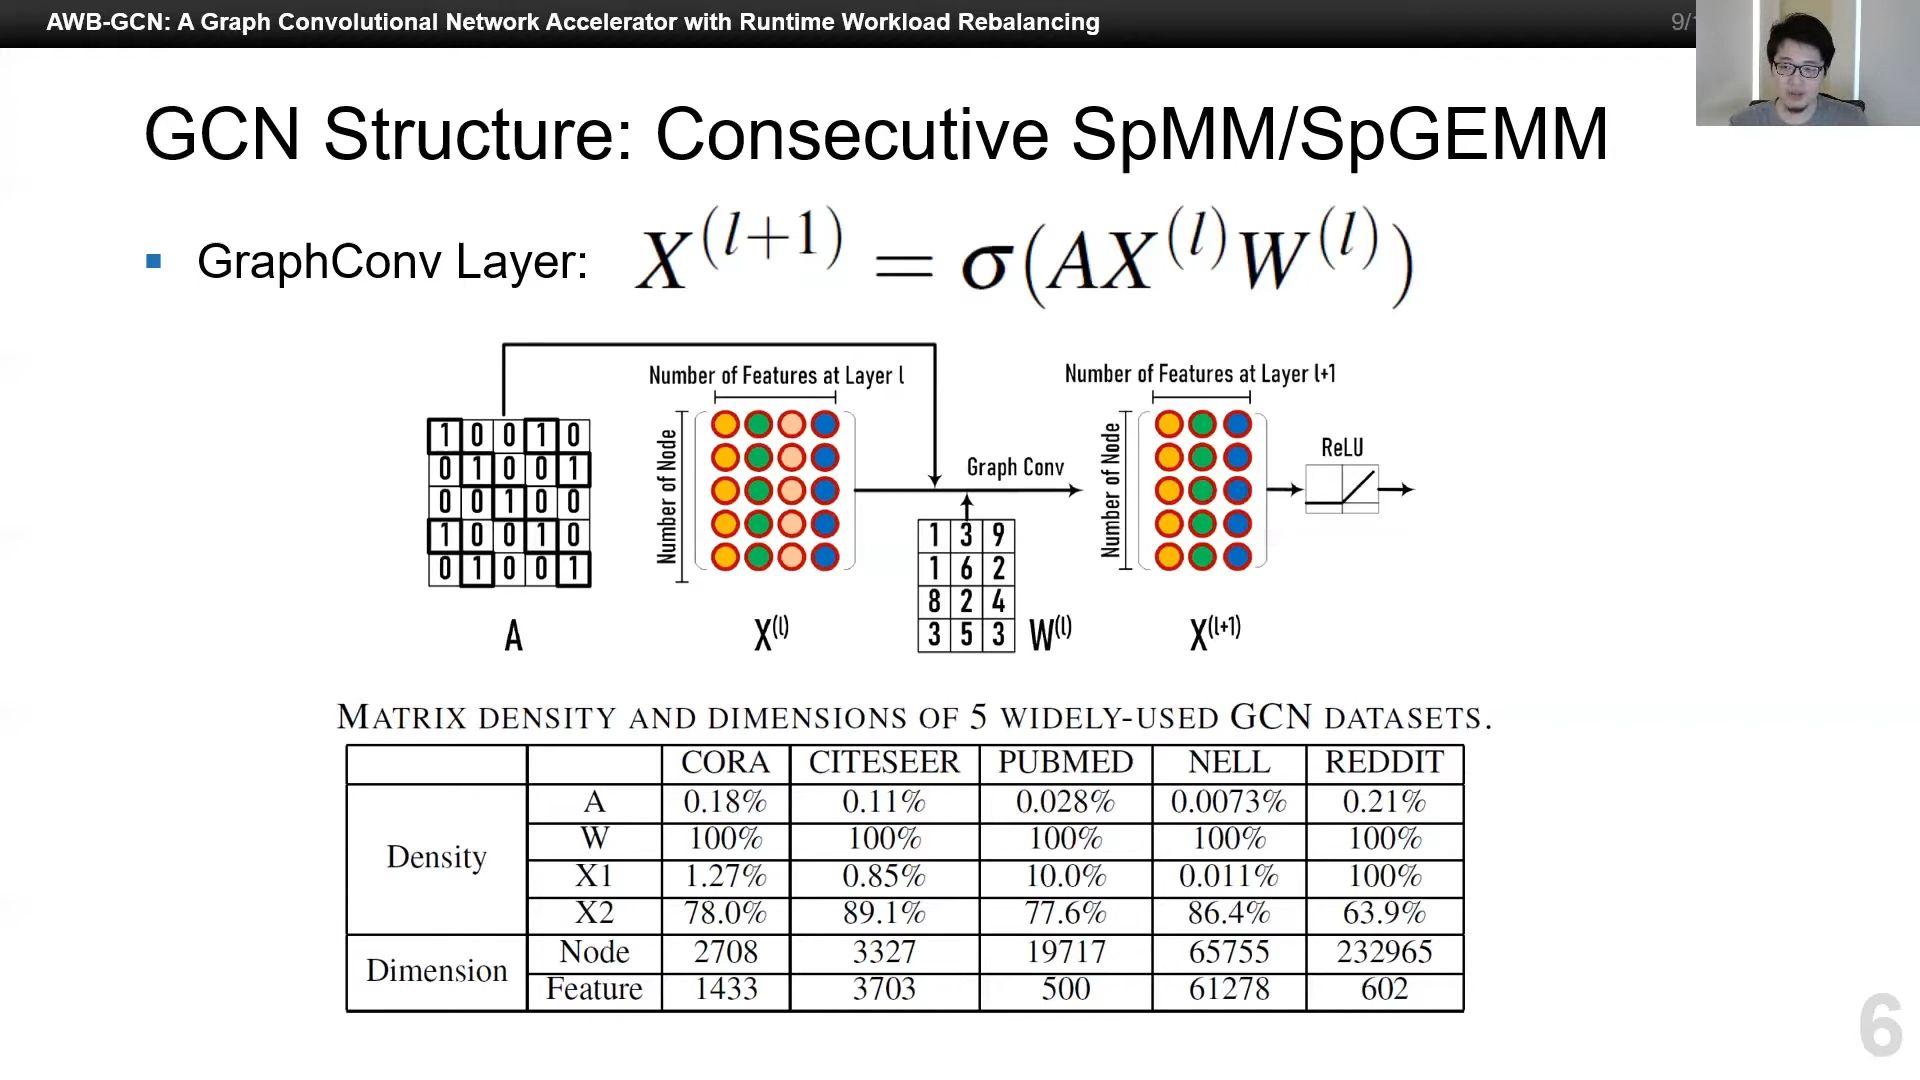 AWB-GCN: A Graph Convolutional Network Accelerator with Runtime Workload Rebalancing
9/
GCN Structure: Consecutive SpMM/SpGEMM
▪ GraphConv Layer: X^(l+1) = σ(AX^(l)W^(l))
Number of Features at Layer l
Number of Features at Layer l+1
1 0 0 1 0
0 1 0 0 1
0 0 1 0 0
1 0 0 1 0
0 1 0 0 1
A
Number of Node
X(l)
Graph Conv
1 3 9
1 6 2
8 2 4
3 5 3
W(l)
Number of Node
X(l+1)
ReLU
MATRIX DENSITY AND DIMENSIONS OF 5 WIDELY-USED GCN DATASETS.
CORA CITESEER PUBMED NELL REDDIT
Density
A 0.18% 0.11% 0.028% 0.0073% 0.21%
W 100% 100% 100% 100% 100%
X1 1.27% 0.85% 10.0% 0.011% 100%
X2 78.0% 89.1% 77.6% 86.4% 63.9%
Dimension
Node 2708 3327 19717 65755 232965
Feature 1433 3703 500 61278 602
6